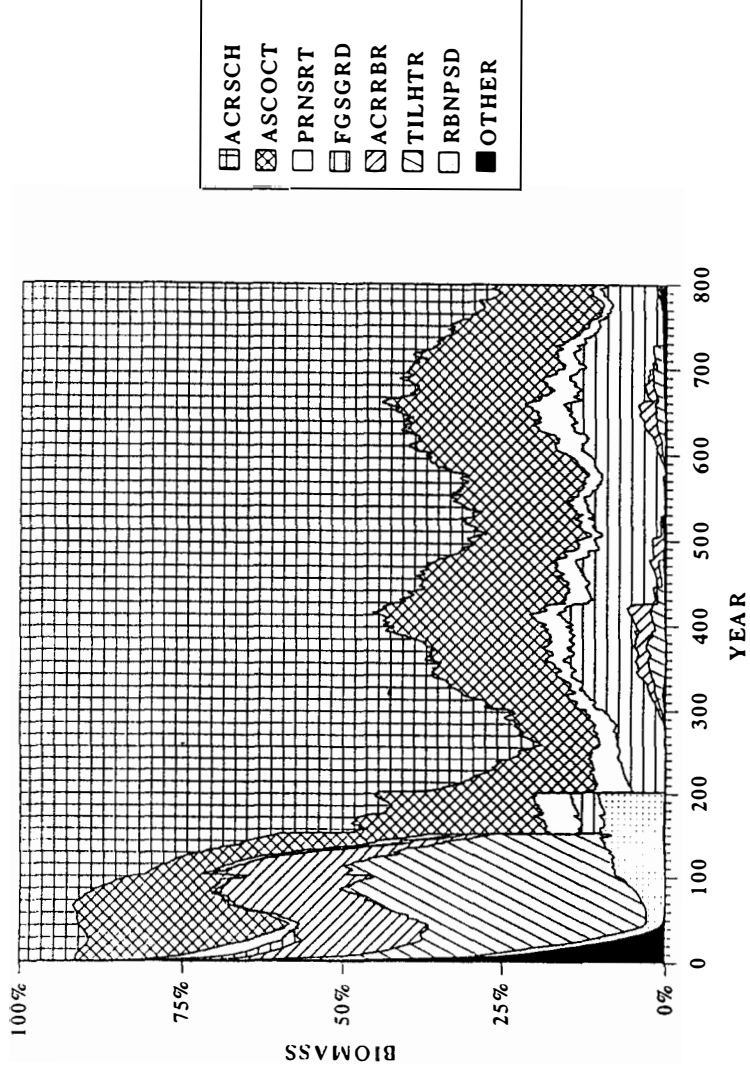 ACRSCH
ASCOCT
PRNSRT
FGSGRD
ACRRBR
TILHTR
RBNPSD
OTHER
100%
75%
50%
25%
0%
BIOMASS
0
100
200
300
400
500
600
700
800
YEAR